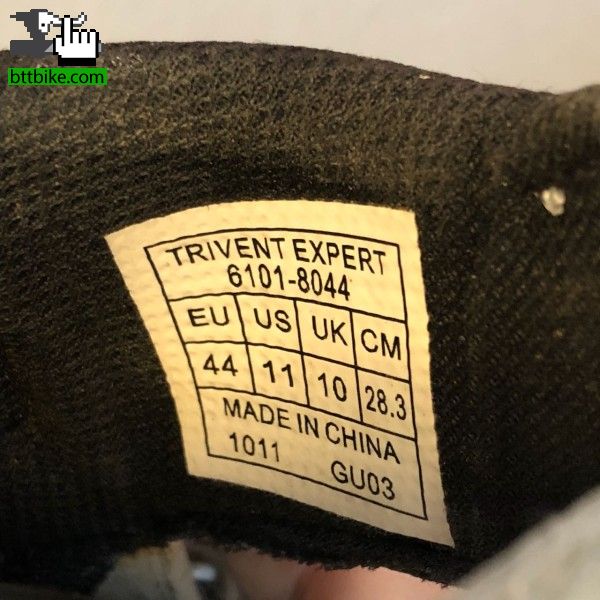 bttbike.com
TRIVENT EXPERT
6101-8044
EU US UK CM
44 11 10 28.3
MADE IN CHINA
1011 GU03